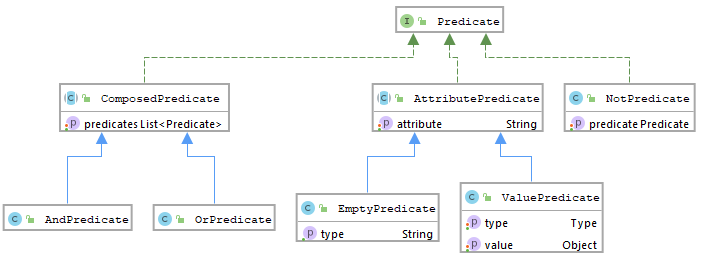 I Predicate
C ComposedPredicate
p predicates List<Predicate>
C AttributePredicate
p attribute String
C NotPredicate
p predicate Predicate
C AndPredicate
C OrPredicate
C EmptyPredicate
p type String
C ValuePredicate
p type Type
p value Object